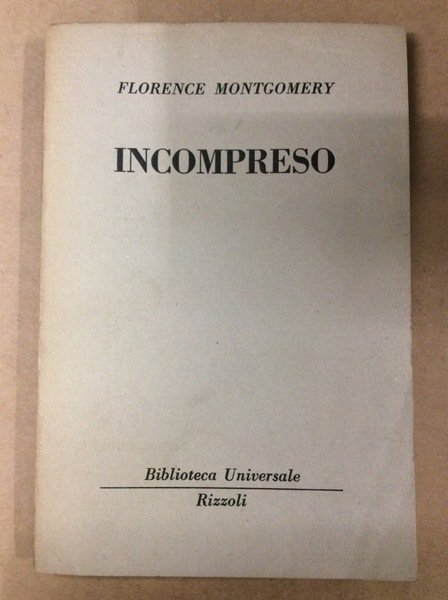 FLORENCE MONTGOMERY
INCOMPRESO
Biblioteca Universale
Rizzoli